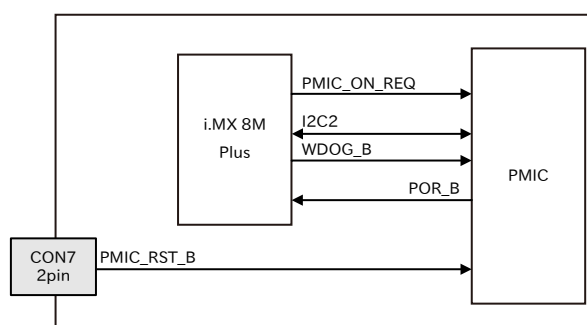 PMIC_ON_REQ
i.MX 8M
Plus
I2C2
WDOG_B
PMIC
POR_B
CON7
2pin
PMIC_RST_B